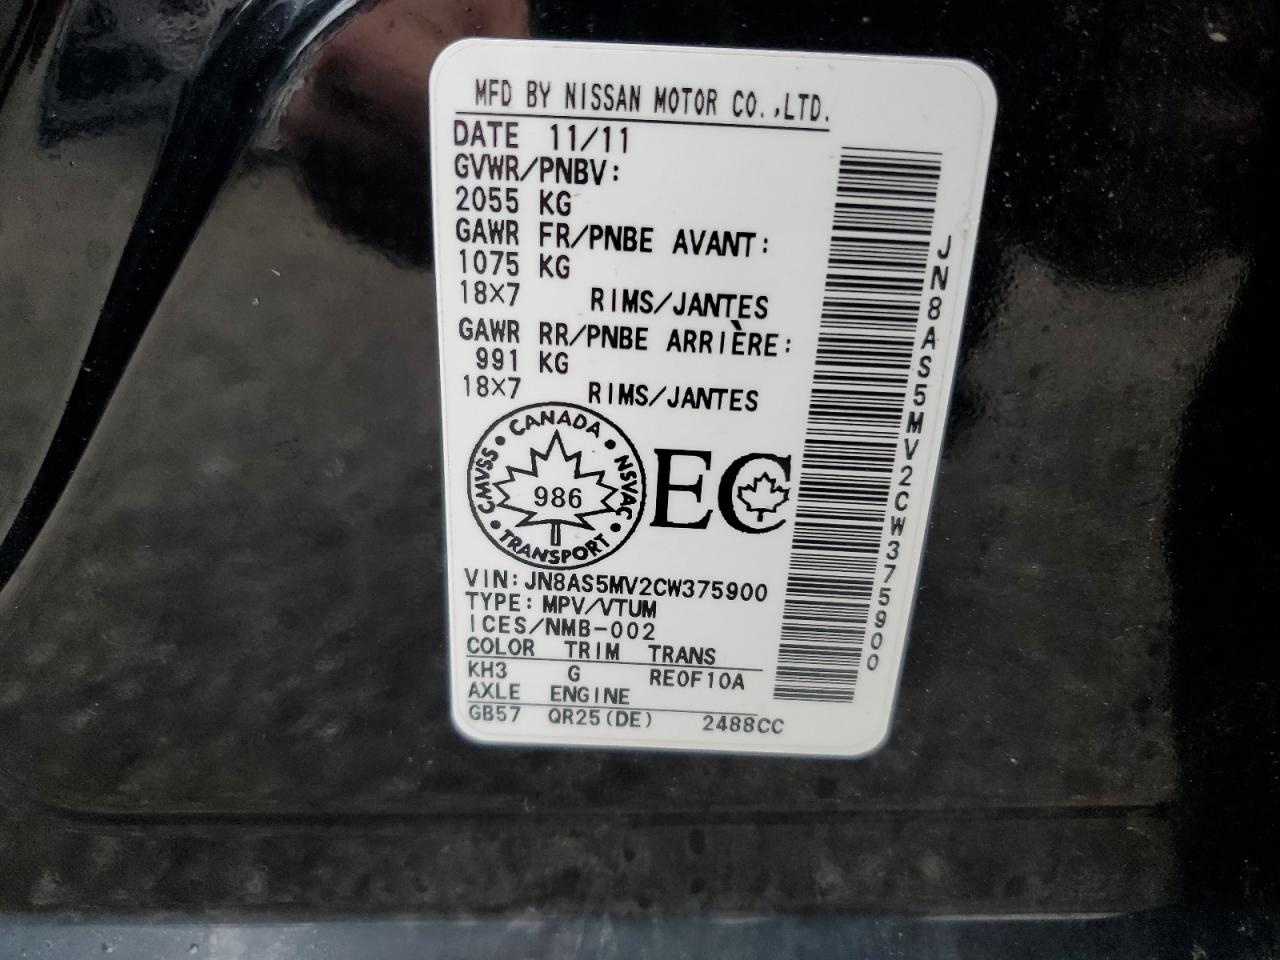 MFD BY NISSAN MOTOR CO.,LTD.
DATE 11/11
GVWR/PNBV:
2055 KG
GAWR FR/PNBE AVANT:
1075 KG
18×7 RIMS/JANTES
GAWR RR/PNBE ARRIÈRE:
991 KG
18×7 RIMS/JANTES
CANADA
CMVSS
NSVAC
986
TRANSPORT
EC
VIN:JN8AS5MV2CW375900
TYPE:MPV/VTUM
ICES/NMB-002
COLOR TRIM TRANS
KH3 G RE0F10A
AXLE ENGINE
GB57 QR25(DE) 2488CC
JN8AS5MV2CW375900